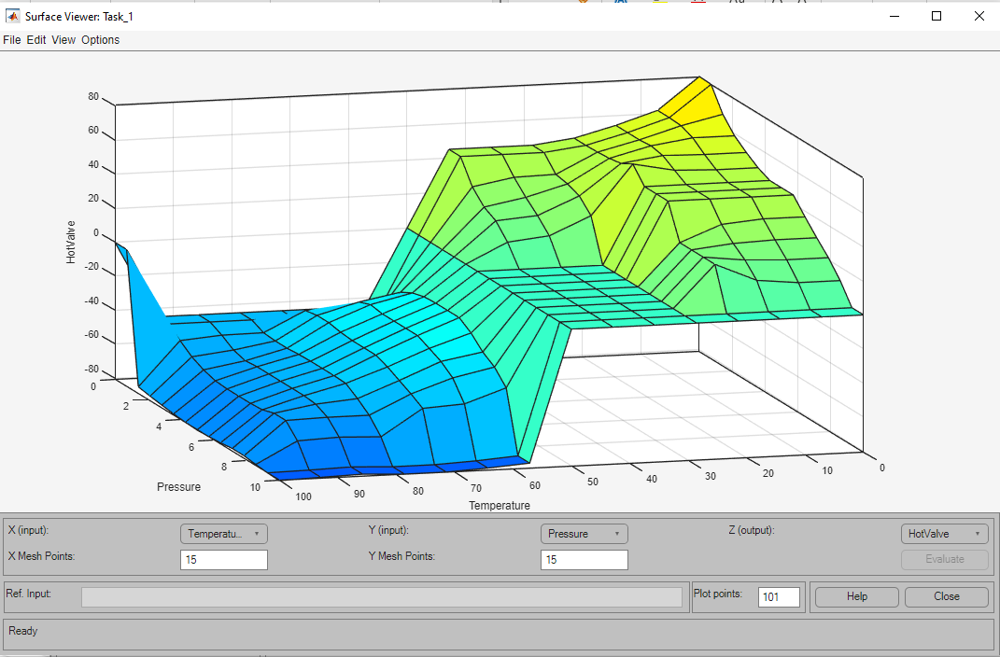 Surface Viewer: Task_1
File Edit View Options
80
60
40
20
0
-20
-40
-60
-80
HotValve
0
2
4
6
8
10
Pressure
100
90
80
70
60
50
40
30
20
10
0
Temperature
X (input): Temperatu... Y (input): Pressure Z (output): HotValve
X Mesh Points: 15 Y Mesh Points: 15 Evaluate
Ref. Input: Plot points: 101 Help Close
Ready